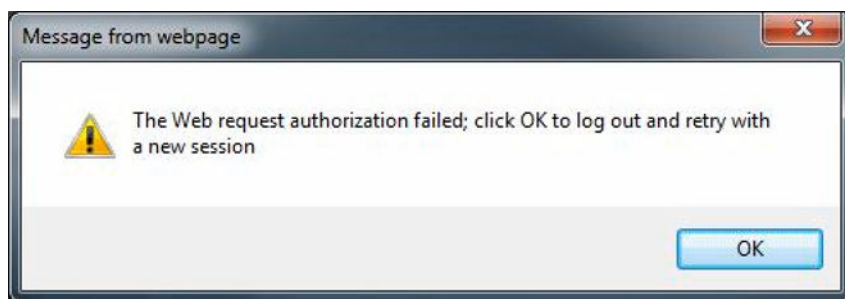 Message from webpage
The Web request authorization failed; click OK to log out and retry with
a new session
OK